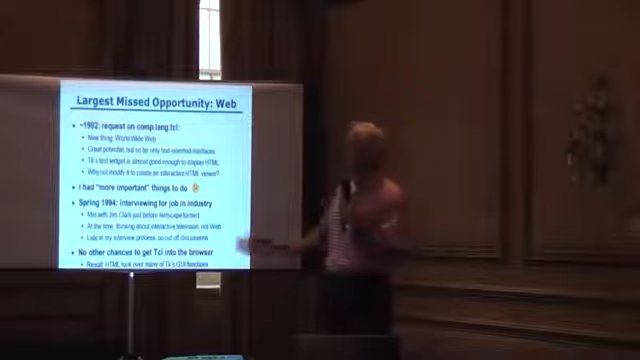 Largest Missed Opportunity: Web
• ~1992: request on comp.lang.tcl:
• New thing: World Wide Web
• Great potential, but so far only text-oriented interfaces
• Tk's text widget is almost good enough to display HTML
• Why not modify it to create an interactive HTML viewer?
• I had "more important" things to do ☹
• Spring 1994: interviewing for job in industry
• Met with Jim Clark just before Netscape formed
• At the time, thinking about interactive television, not Web
• Late in my interview process, so cut off discussions
• No other chances to get Tcl into the browser
• Result: HTML took over many of Tk's GUI functions